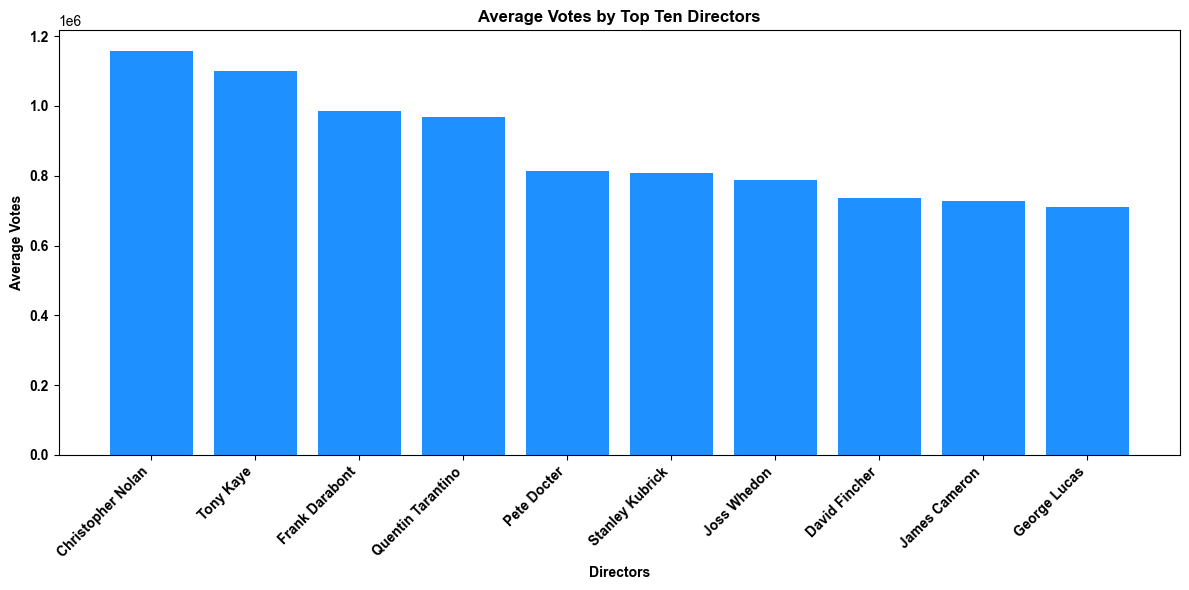 Average Votes by Top Ten Directors
1e6
1.2
1.0
0.8
0.6
0.4
0.2
0.0
Average Votes
Christopher Nolan
Tony Kaye
Frank Darabont
Quentin Tarantino
Pete Docter
Stanley Kubrick
Joss Whedon
David Fincher
James Cameron
George Lucas
Directors